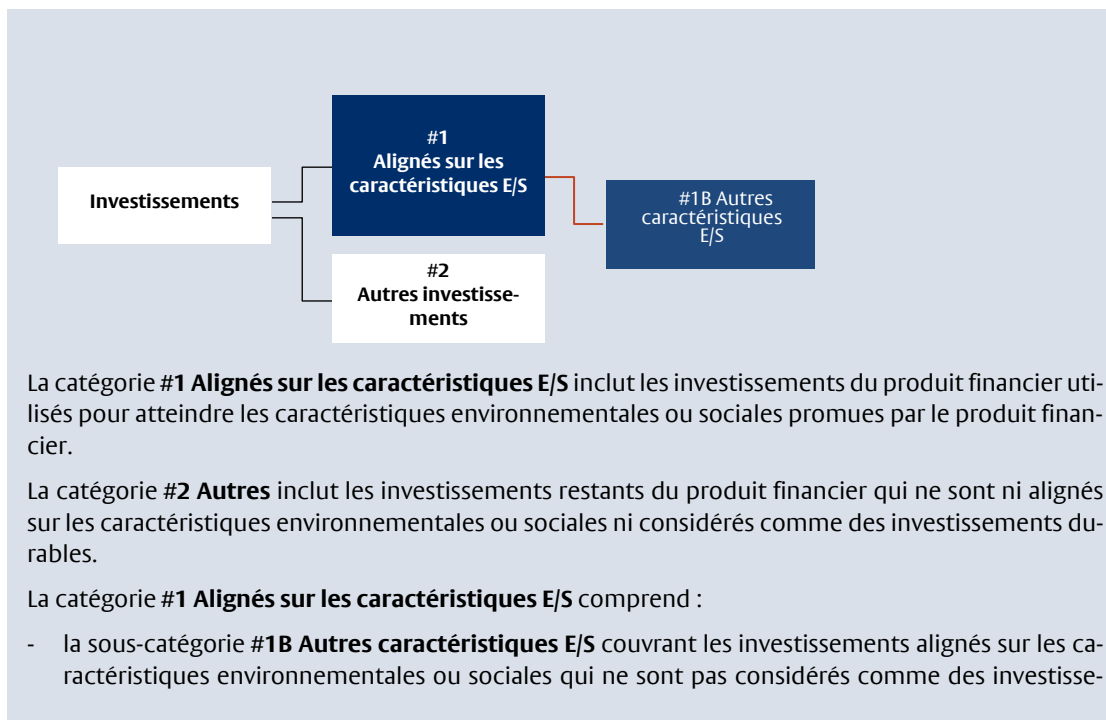 #1
Alignés sur les
caractéristiques E/S
Investissements
#1B Autres
caractéristiques
E/S
#2
Autres investisse-
ments
La catégorie #1 Alignés sur les caractéristiques E/S inclut les investissements du produit financier uti-
lisés pour atteindre les caractéristiques environnementales ou sociales promues par le produit finan-
cier.
La catégorie #2 Autres inclut les investissements restants du produit financier qui ne sont ni alignés
sur les caractéristiques environnementales ou sociales ni considérés comme des investissements du-
rables.
La catégorie #1 Alignés sur les caractéristiques E/S comprend :
- la sous-catégorie #1B Autres caractéristiques E/S couvrant les investissements alignés sur les ca-
ractéristiques environnementales ou sociales qui ne sont pas considérés comme des investisse-